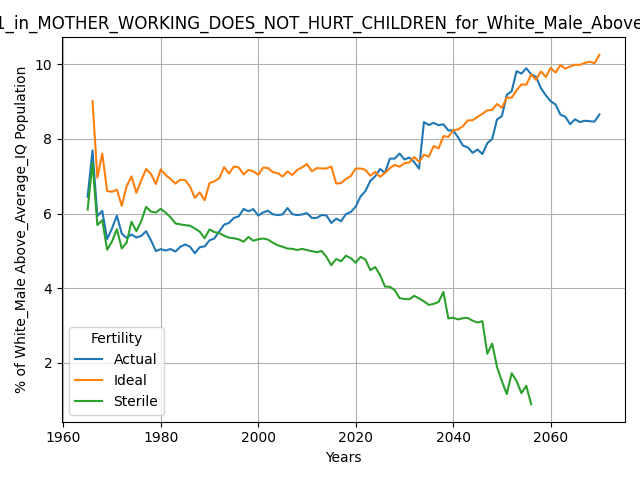 1_in_MOTHER_WORKING_DOES_NOT_HURT_CHILDREN_for_White_Male_Above
% of White_Male Above_Average_IQ Population
10
8
6
4
2
Fertility
Actual
Ideal
Sterile
1960
1980
2000
2020
2040
2060
Years